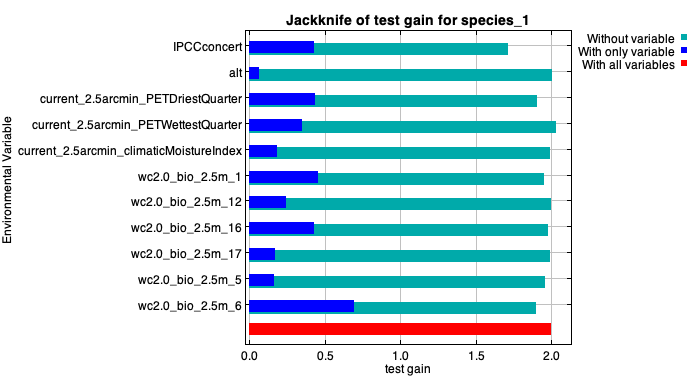 Jackknife of test gain for species_1
Without variable
With only variable
With all variables
Environmental Variable
IPCCconcert
alt
current_2.5arcmin_PETDriestQuarter
current_2.5arcmin_PETWettestQuarter
current_2.5arcmin_climaticMoistureIndex
wc2.0_bio_2.5m_1
wc2.0_bio_2.5m_12
wc2.0_bio_2.5m_16
wc2.0_bio_2.5m_17
wc2.0_bio_2.5m_5
wc2.0_bio_2.5m_6
0.0 0.5 1.0 1.5 2.0
test gain